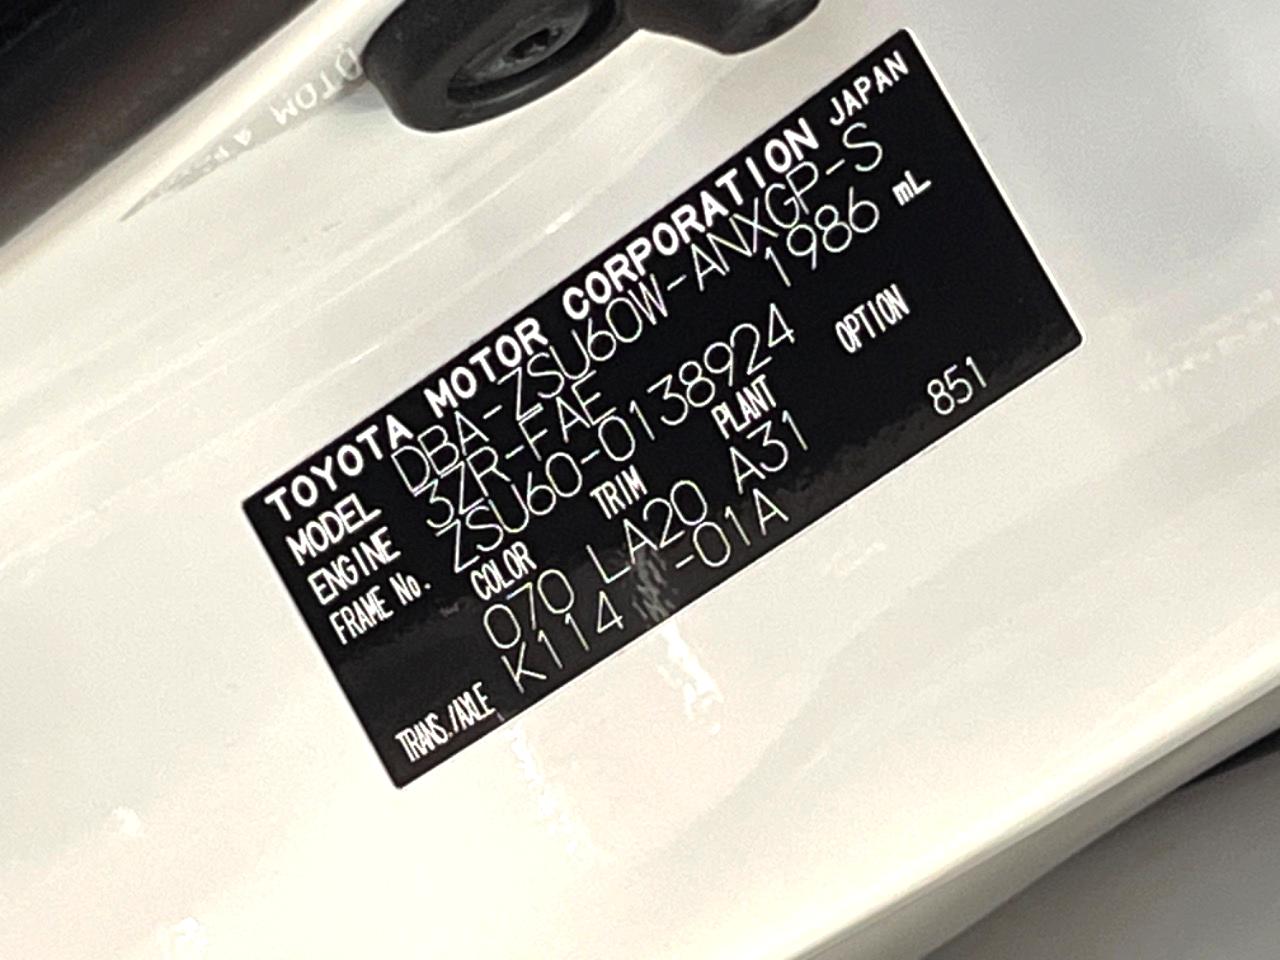 TOYOTA MOTOR CORPORATION JAPAN
MODEL DBA-ZSU60W-ANXGP-S
ENGINE 3ZR-FAE 1986 mL
FRAME No. ZSU60-0138924
COLOR TRIM PLANT OPTION
070 LA20 A31 851
TRANS./AXLE K114 -01A